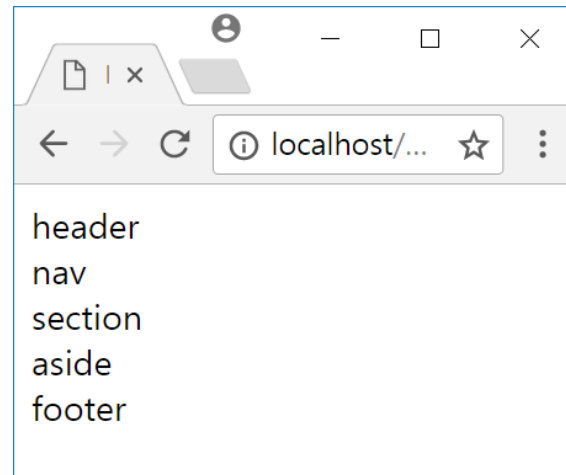 localhost/...
header
nav
section
aside
footer